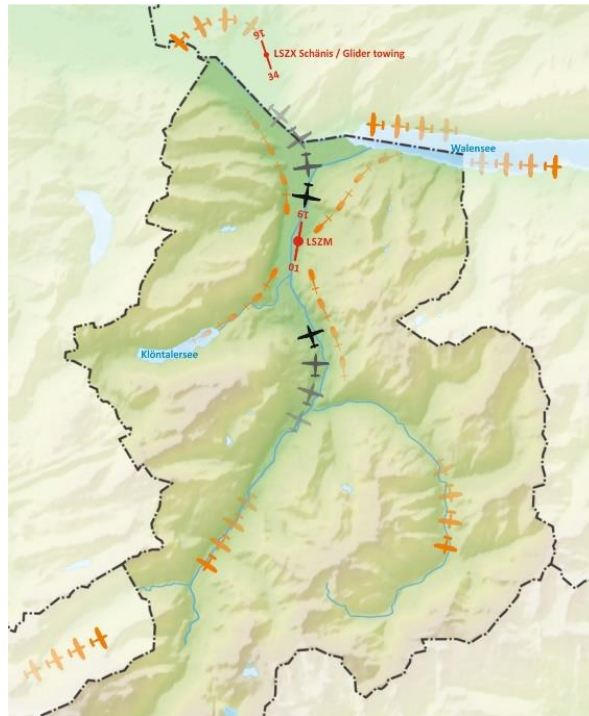 16
LSZX Schänis / Glider towing
34
Walensee
19
LSZM
01
Klöntalersee